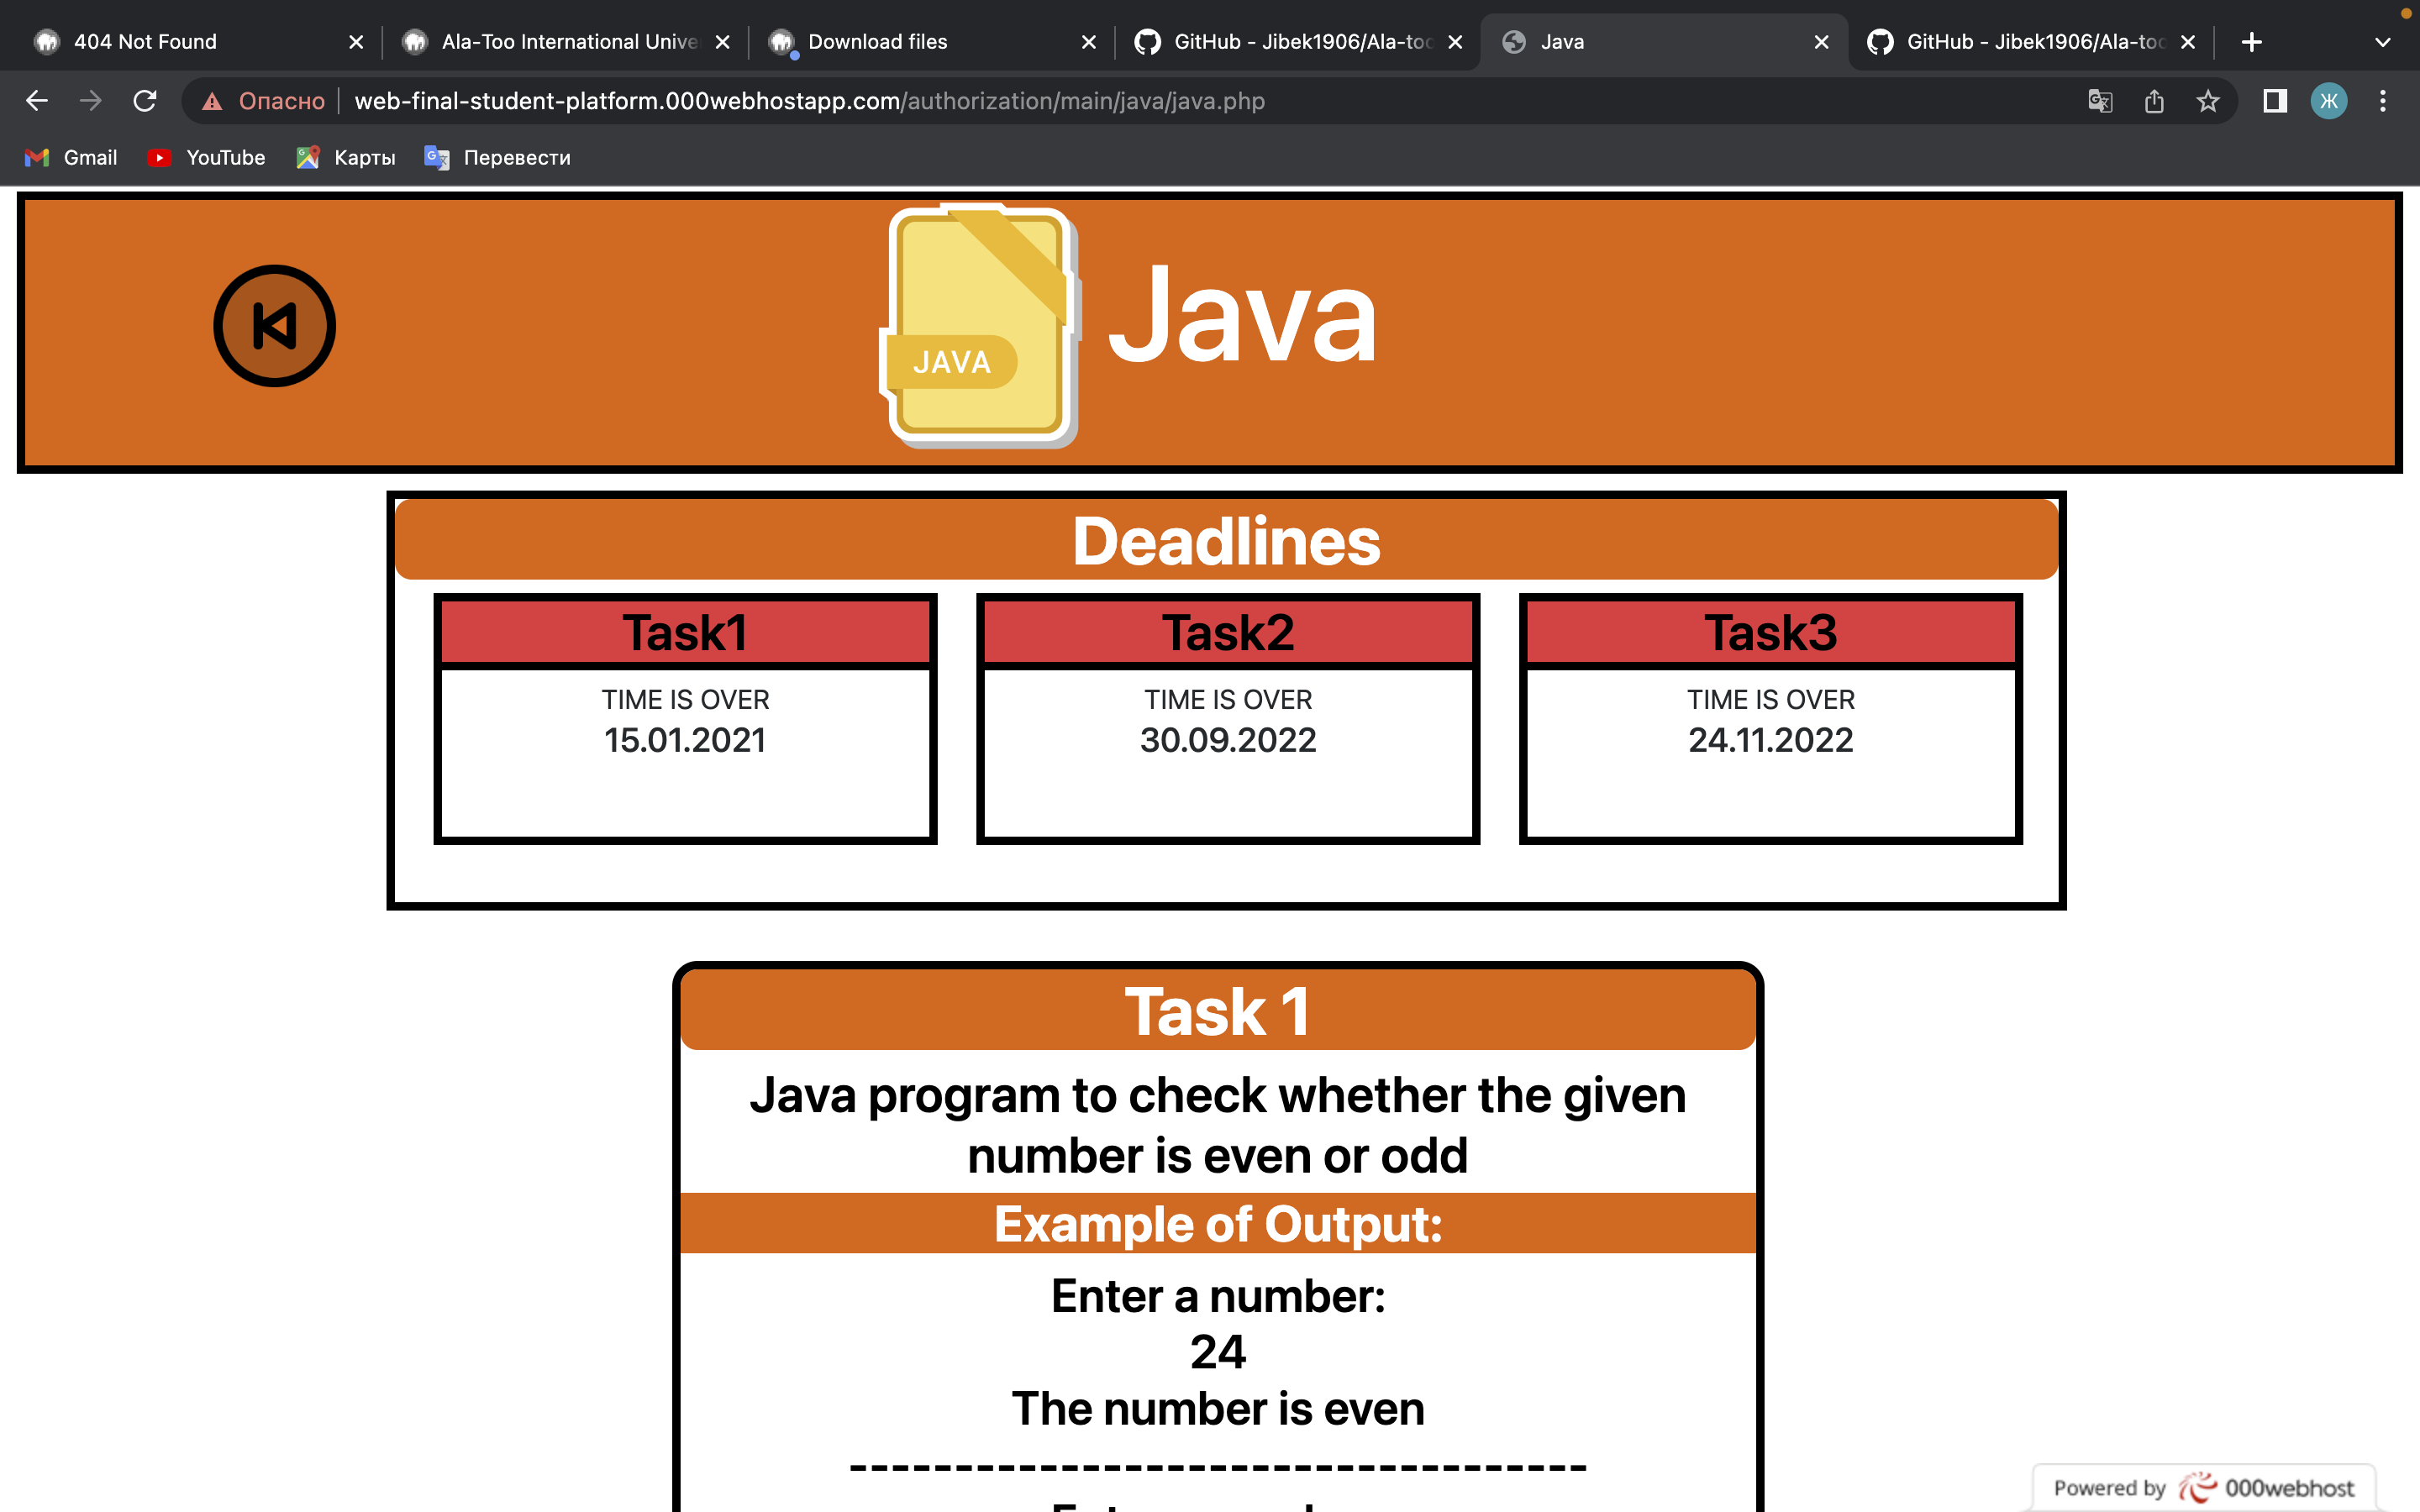 404 Not Found
Ala-Too International Unive
Download files
GitHub - Jibek1906/Ala-too
Java
GitHub - Jibek1906/Ala-too
Опасно
web-final-student-platform.000webhostapp.com/authorization/main/java/java.php
Ж
Gmail
YouTube
Карты
Перевести
JAVA
Java
Deadlines
Task1
Task2
Task3
TIME IS OVER
TIME IS OVER
TIME IS OVER
15.01.2021
30.09.2022
24.11.2022
Task 1
Java program to check whether the given
number is even or odd
Example of Output:
Enter a number:
24
The number is even
-----------------------------------
Powered by 000webhost